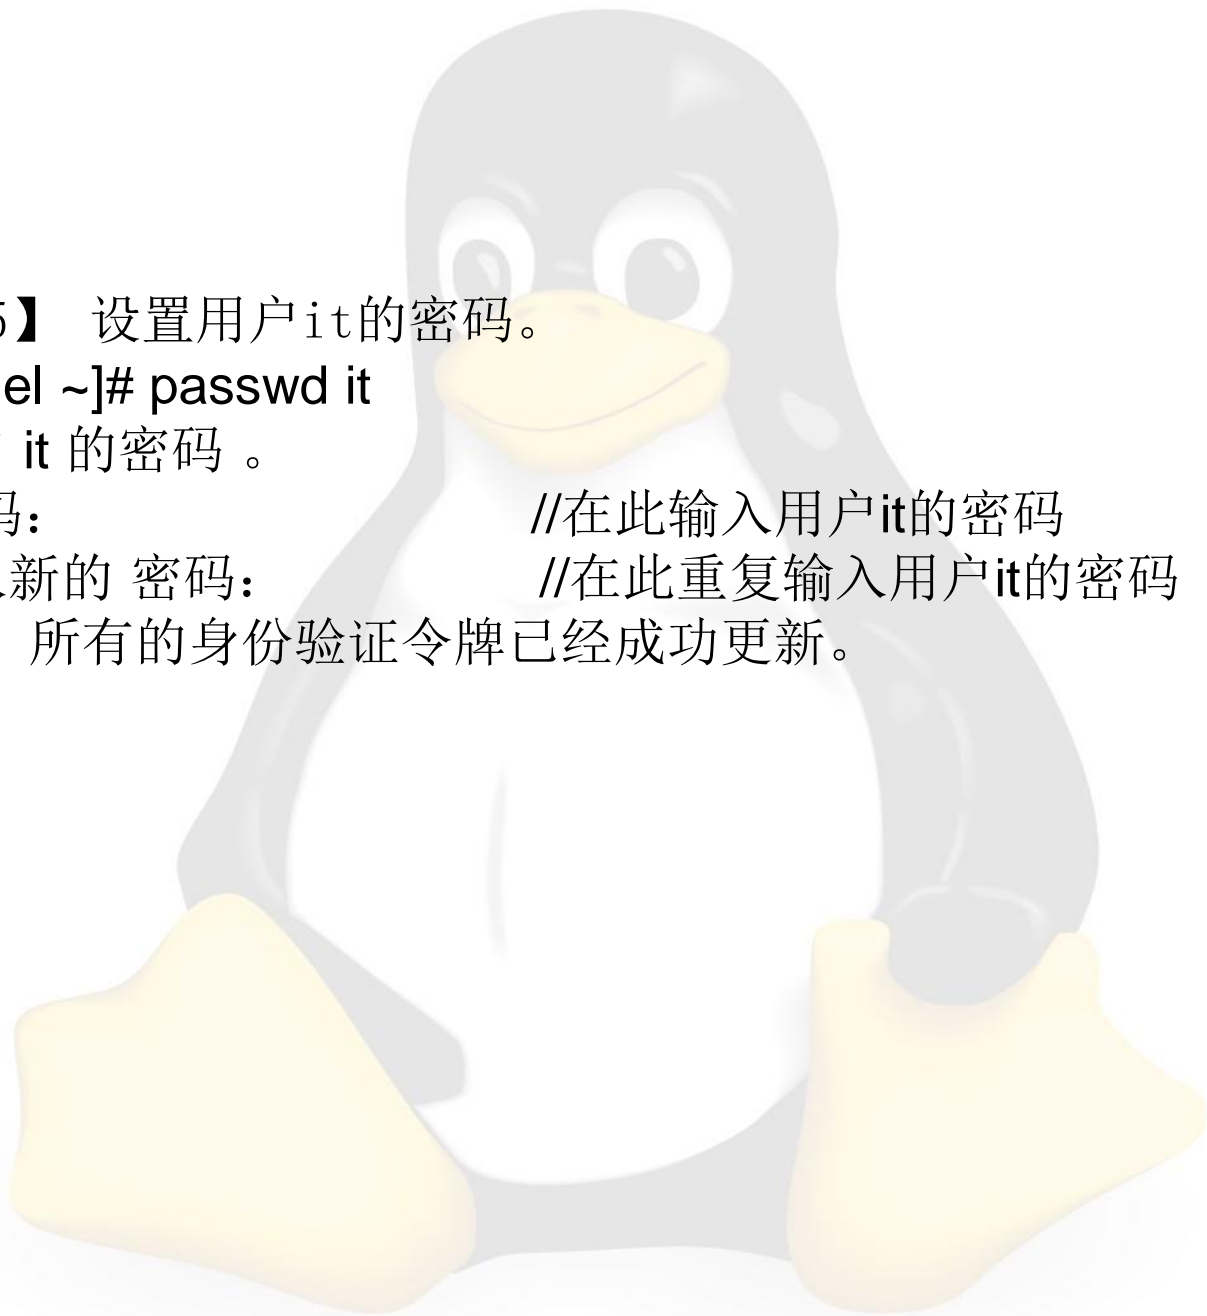 5】 设置用户it的密码。
el ~]# passwd it
it 的密码 。
码： //在此输入用户it的密码
新的 密码： //在此重复输入用户it的密码
所有的身份验证令牌已经成功更新。